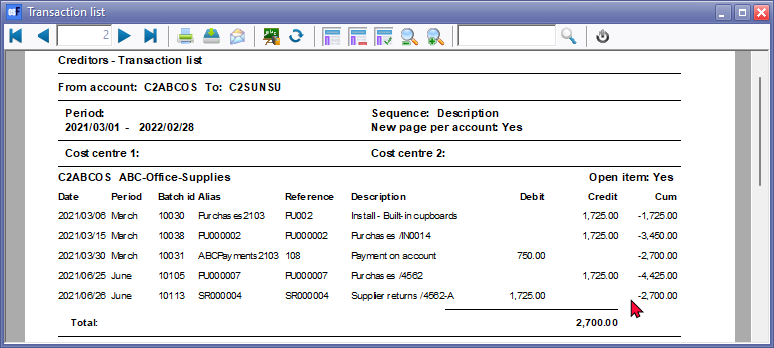 Transaction list
2
Creditors - Transaction list
From account: C2ABCOS To: C2SUNSU
Period: Sequence: Description
2021/03/01 - 2022/02/28 New page per account: Yes
Cost centre 1: Cost centre 2:
C2ABCOS ABC-Office-Supplies Open item: Yes
Date Period Batch id Alias Reference Description Debit Credit Cum
2021/03/06 March 10030 Purchases2103 PU002 Install - Built-in cupboards 1,725.00 -1,725.00
2021/03/15 March 10038 PU000002 PU000002 Purchases /IN0014 1,725.00 -3,450.00
2021/03/30 March 10031 ABCPayments2103 108 Payment on account 750.00 -2,700.00
2021/06/25 June 10105 PU000007 PU000007 Purchases /4562 1,725.00 -4,425.00
2021/06/26 June 10113 SR000004 SR000004 Supplier returns /4562-A 1,725.00 -2,700.00
Total: 2,700.00